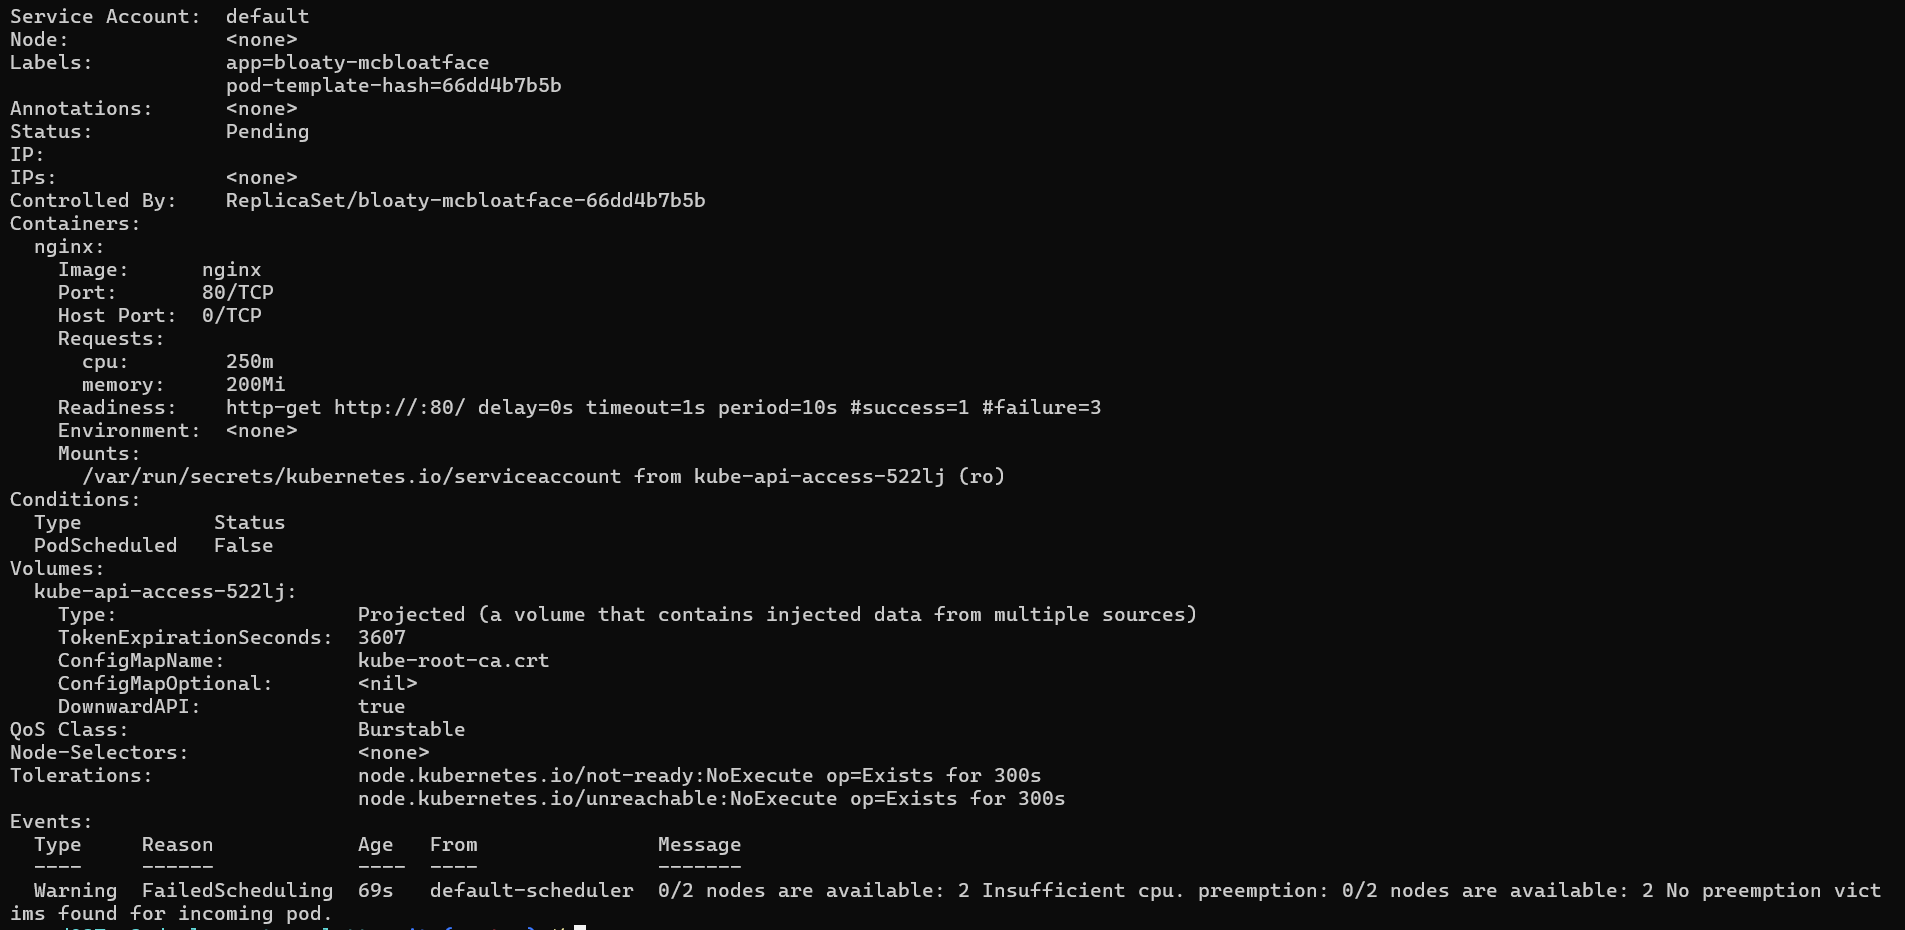 Service Account:  default
Node:             <none>
Labels:           app=bloaty-mcbloatface
                  pod-template-hash=66dd4b7b5b
Annotations:      <none>
Status:           Pending
IP:
IPs:              <none>
Controlled By:    ReplicaSet/bloaty-mcbloatface-66dd4b7b5b
Containers:
  nginx:
    Image:      nginx
    Port:       80/TCP
    Host Port:  0/TCP
    Requests:
      cpu:        250m
      memory:     200Mi
    Readiness:    http-get http://:80/ delay=0s timeout=1s period=10s #success=1 #failure=3
    Environment:  <none>
    Mounts:
      /var/run/secrets/kubernetes.io/serviceaccount from kube-api-access-522lj (ro)
Conditions:
  Type           Status
  PodScheduled   False
Volumes:
  kube-api-access-522lj:
    Type:                    Projected (a volume that contains injected data from multiple sources)
    TokenExpirationSeconds:  3607
    ConfigMapName:           kube-root-ca.crt
    ConfigMapOptional:       <nil>
    DownwardAPI:             true
QoS Class:                   Burstable
Node-Selectors:              <none>
Tolerations:                 node.kubernetes.io/not-ready:NoExecute op=Exists for 300s
                             node.kubernetes.io/unreachable:NoExecute op=Exists for 300s
Events:
  Type     Reason            Age   From               Message
  ----     ------            ----  ----               -------
  Warning  FailedScheduling  69s   default-scheduler  0/2 nodes are available: 2 Insufficient cpu. preemption: 0/2 nodes are available: 2 No preemption vict
ims found for incoming pod.